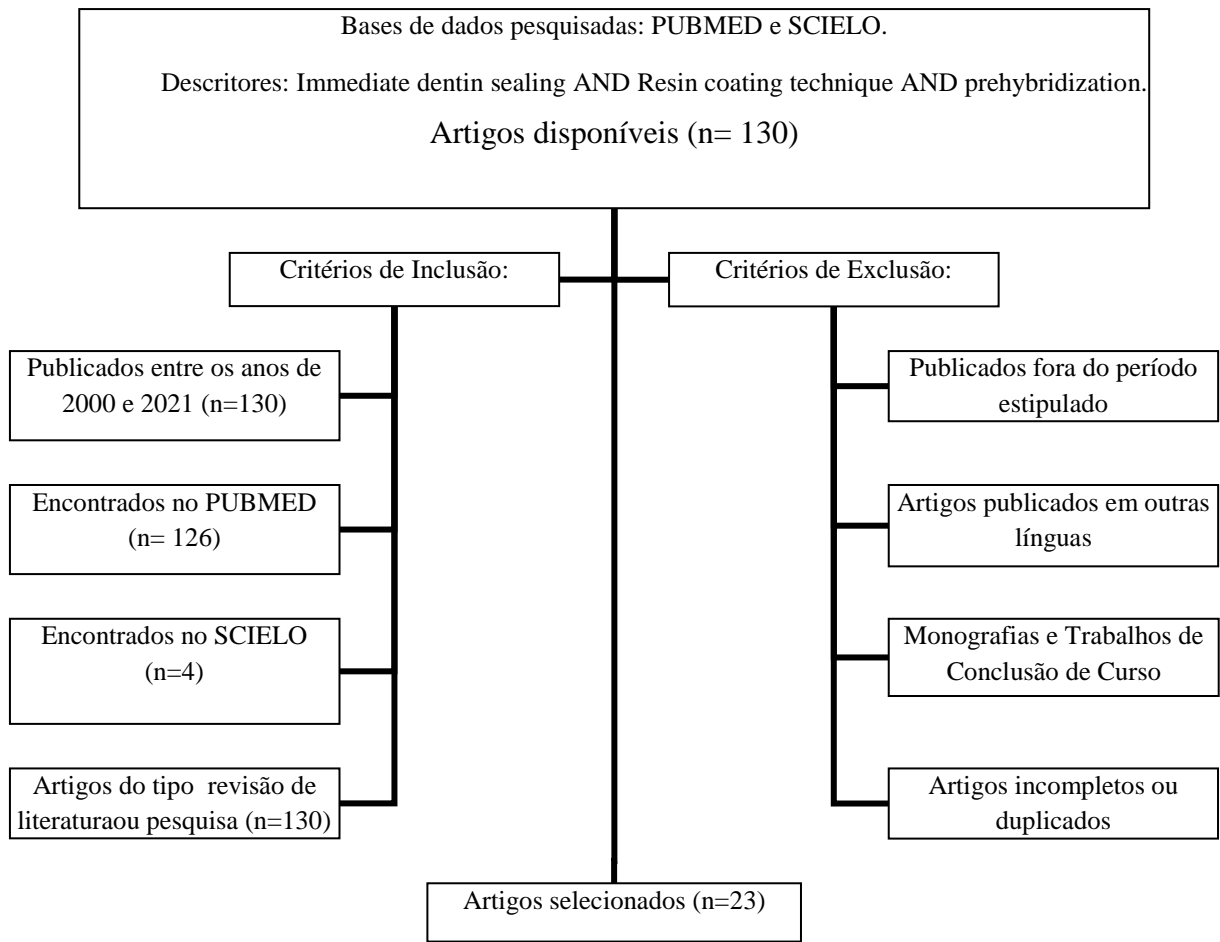 Bases de dados pesquisadas: PUBMED e SCIELO.
Descritores: Immediate dentin sealing AND Resin coating technique AND prehybridization.
Artigos disponíveis (n= 130)
Critérios de Inclusão:
Critérios de Exclusão:
Publicados entre os anos de
2000 e 2021 (n=130)
Publicados fora do período
estipulado
Encontrados no PUBMED
(n= 126)
Artigos publicados em outras
línguas
Encontrados no SCIELO
(n=4)
Monografias e Trabalhos de
Conclusão de Curso
Artigos do tipo revisão de
literaturaou pesquisa (n=130)
Artigos incompletos ou
duplicados
Artigos selecionados (n=23)